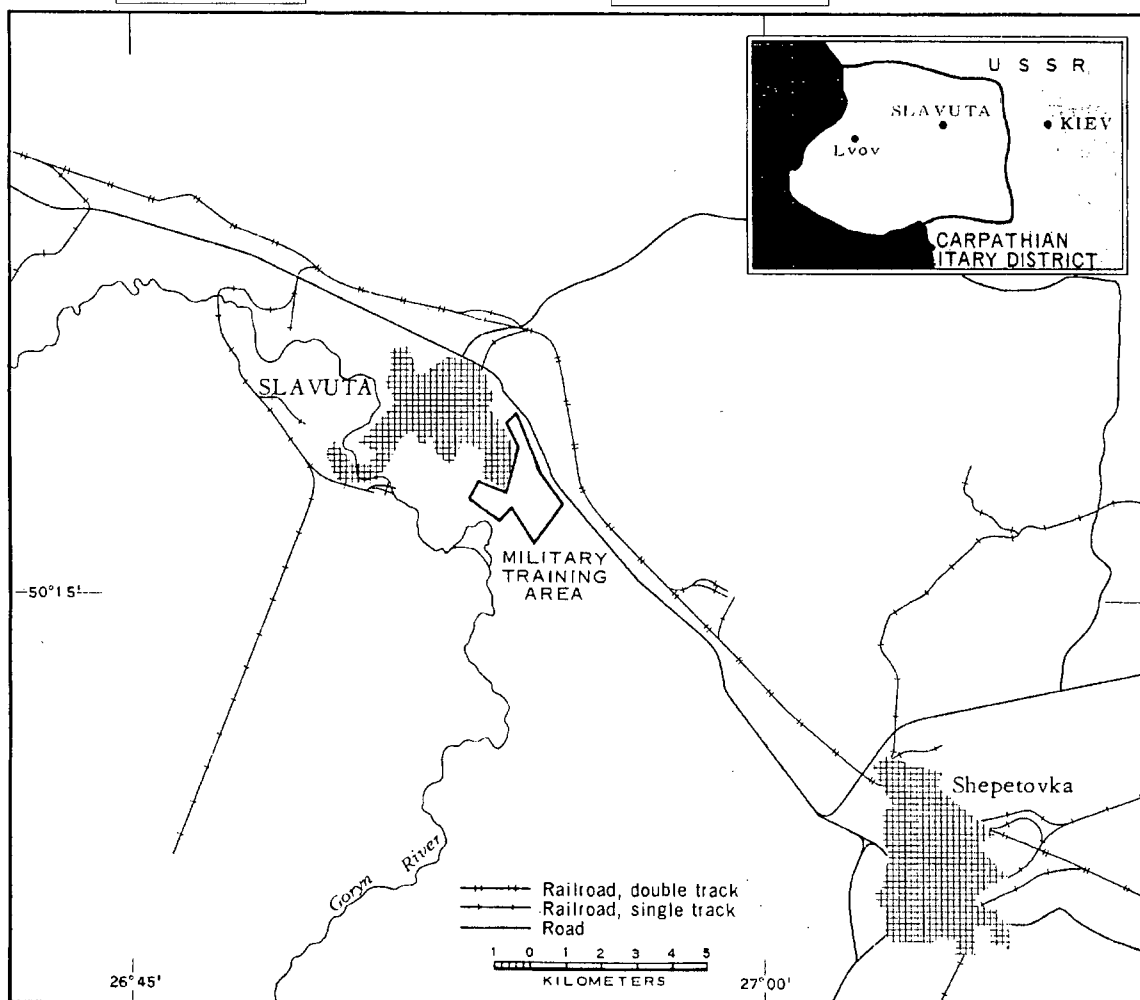 U S S R
SLAVUTA
KIEV
Lvov
CARPATHIAN
ITARY DISTRICT
SLAVUTA
MILITARY
TRAINING
AREA
50°15'
Shepetovka
Goryn River
Railroad, double track
Railroad, single track
Road
1 0 1 2 3 4 5
KILOMETERS
26°45'
27°00'